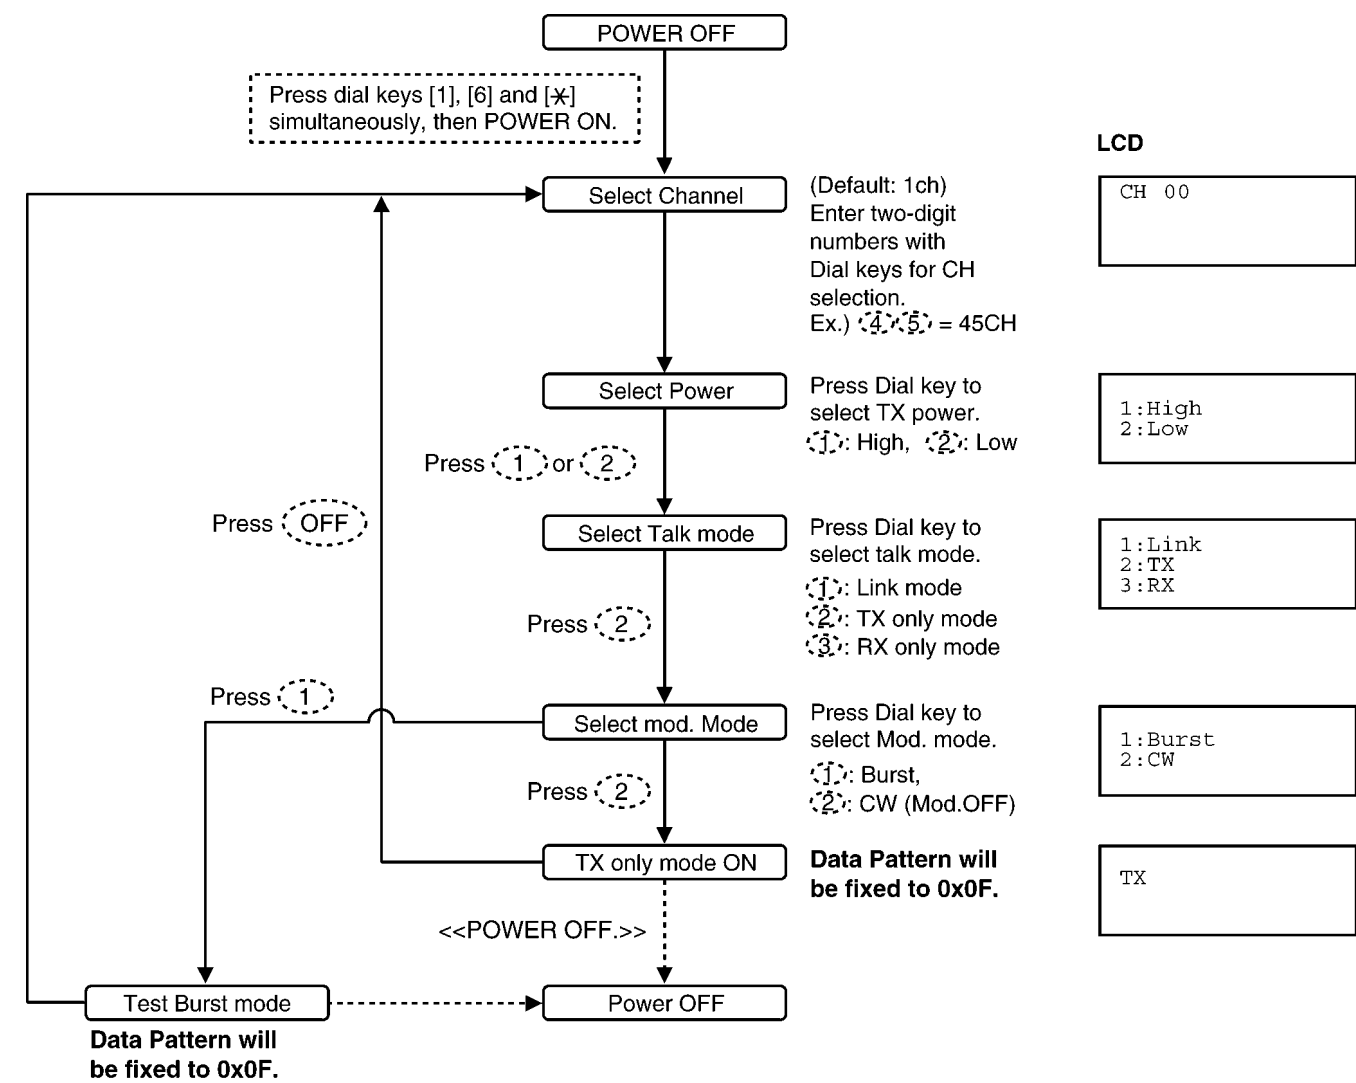 POWER OFF
Press dial keys [1], [6] and [*]
simultaneously, then POWER ON.
LCD
Select Channel
(Default: 1ch)
Enter two-digit
numbers with
Dial keys for CH
selection.
Ex.) 4 5 = 45CH
CH 00
Select Power
Press Dial key to
select TX power.
1: High, 2: Low
1:High
2:Low
Press 1 or 2
Press OFF
Select Talk mode
Press Dial key to
select talk mode.
1: Link mode
2: TX only mode
3: RX only mode
1:Link
2:TX
3:RX
Press 2
Press 1
Select mod. Mode
Press Dial key to
select Mod. mode.
1: Burst,
2: CW (Mod.OFF)
1:Burst
2:CW
Press 2
TX only mode ON
Data Pattern will
be fixed to 0x0F.
TX
<<POWER OFF.>>
Test Burst mode
Power OFF
Data Pattern will
be fixed to 0x0F.